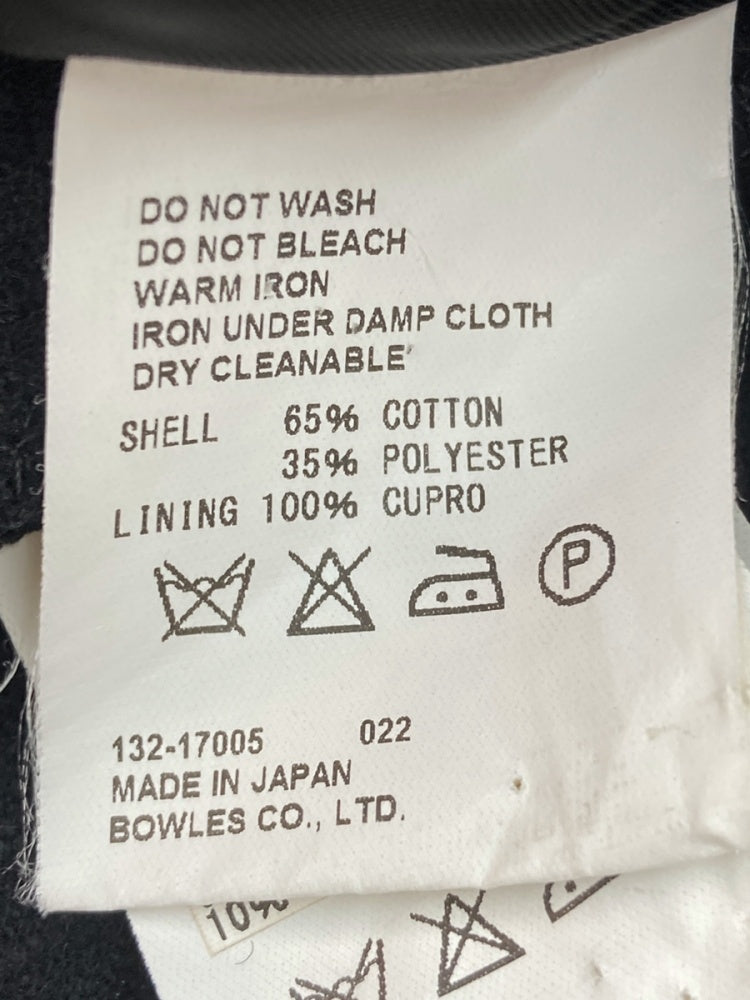 DO NOT WASH
DO NOT BLEACH
WARM IRON
IRON UNDER DAMP CLOTH
DRY CLEANABLE
SHELL 65% COTTON
35% POLYESTER
LINING 100% CUPRO
P
132-17005 022
MADE IN JAPAN
BOWLES CO., LTD.
10%